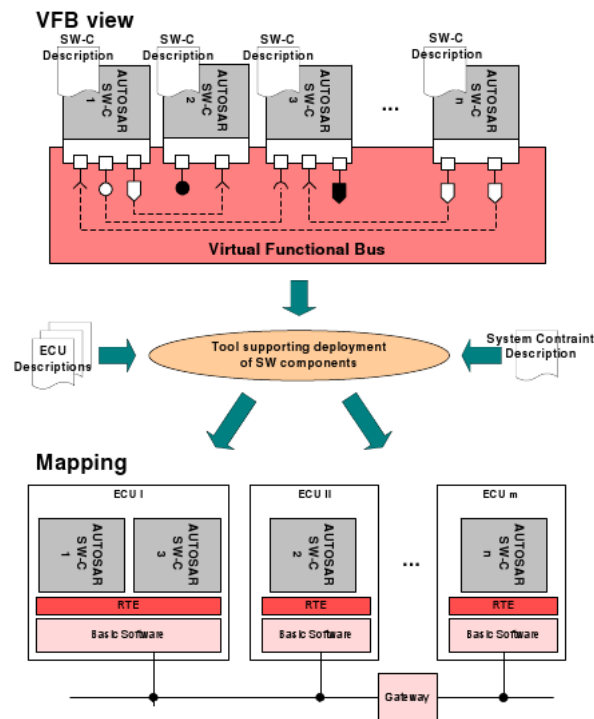 VFB view
SW-C
Description
SW-C
Description
SW-C
Description
SW-C
Description
AUTOSAR
SW-C
1
AUTOSAR
SW-C
2
AUTOSAR
SW-C
3
...
AUTOSAR
SW-C
n
Virtual Functional Bus
ECU
Descriptions
Tool supporting deployment
of SW components
System Contraint
Description
Mapping
ECU I
ECU II
ECU m
AUTOSAR
SW-C
1
AUTOSAR
SW-C
3
AUTOSAR
SW-C
2
...
AUTOSAR
SW-C
n
RTE
RTE
RTE
Basic Software
Basic Software
Basic Software
Gateway